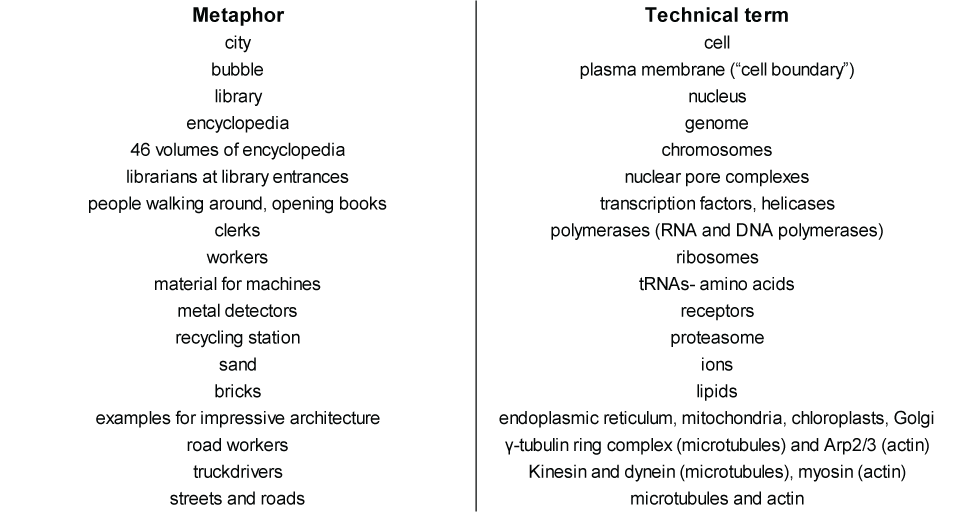 Metaphor Technical term
city cell
bubble plasma membrane (“cell boundary”)
library nucleus
encyclopedia genome
46 volumes of encyclopedia chromosomes
librarians at library entrances nuclear pore complexes
people walking around, opening books transcription factors, helicases
clerks polymerases (RNA and DNA polymerases)
workers ribosomes
material for machines tRNAs- amino acids
metal detectors receptors
recycling station proteasome
sand ions
bricks lipids
examples for impressive architecture endoplasmic reticulum, mitochondria, chloroplasts, Golgi
road workers γ-tubulin ring complex (microtubules) and Arp2/3 (actin)
truckdrivers Kinesin and dynein (microtubules), myosin (actin)
streets and roads microtubules and actin